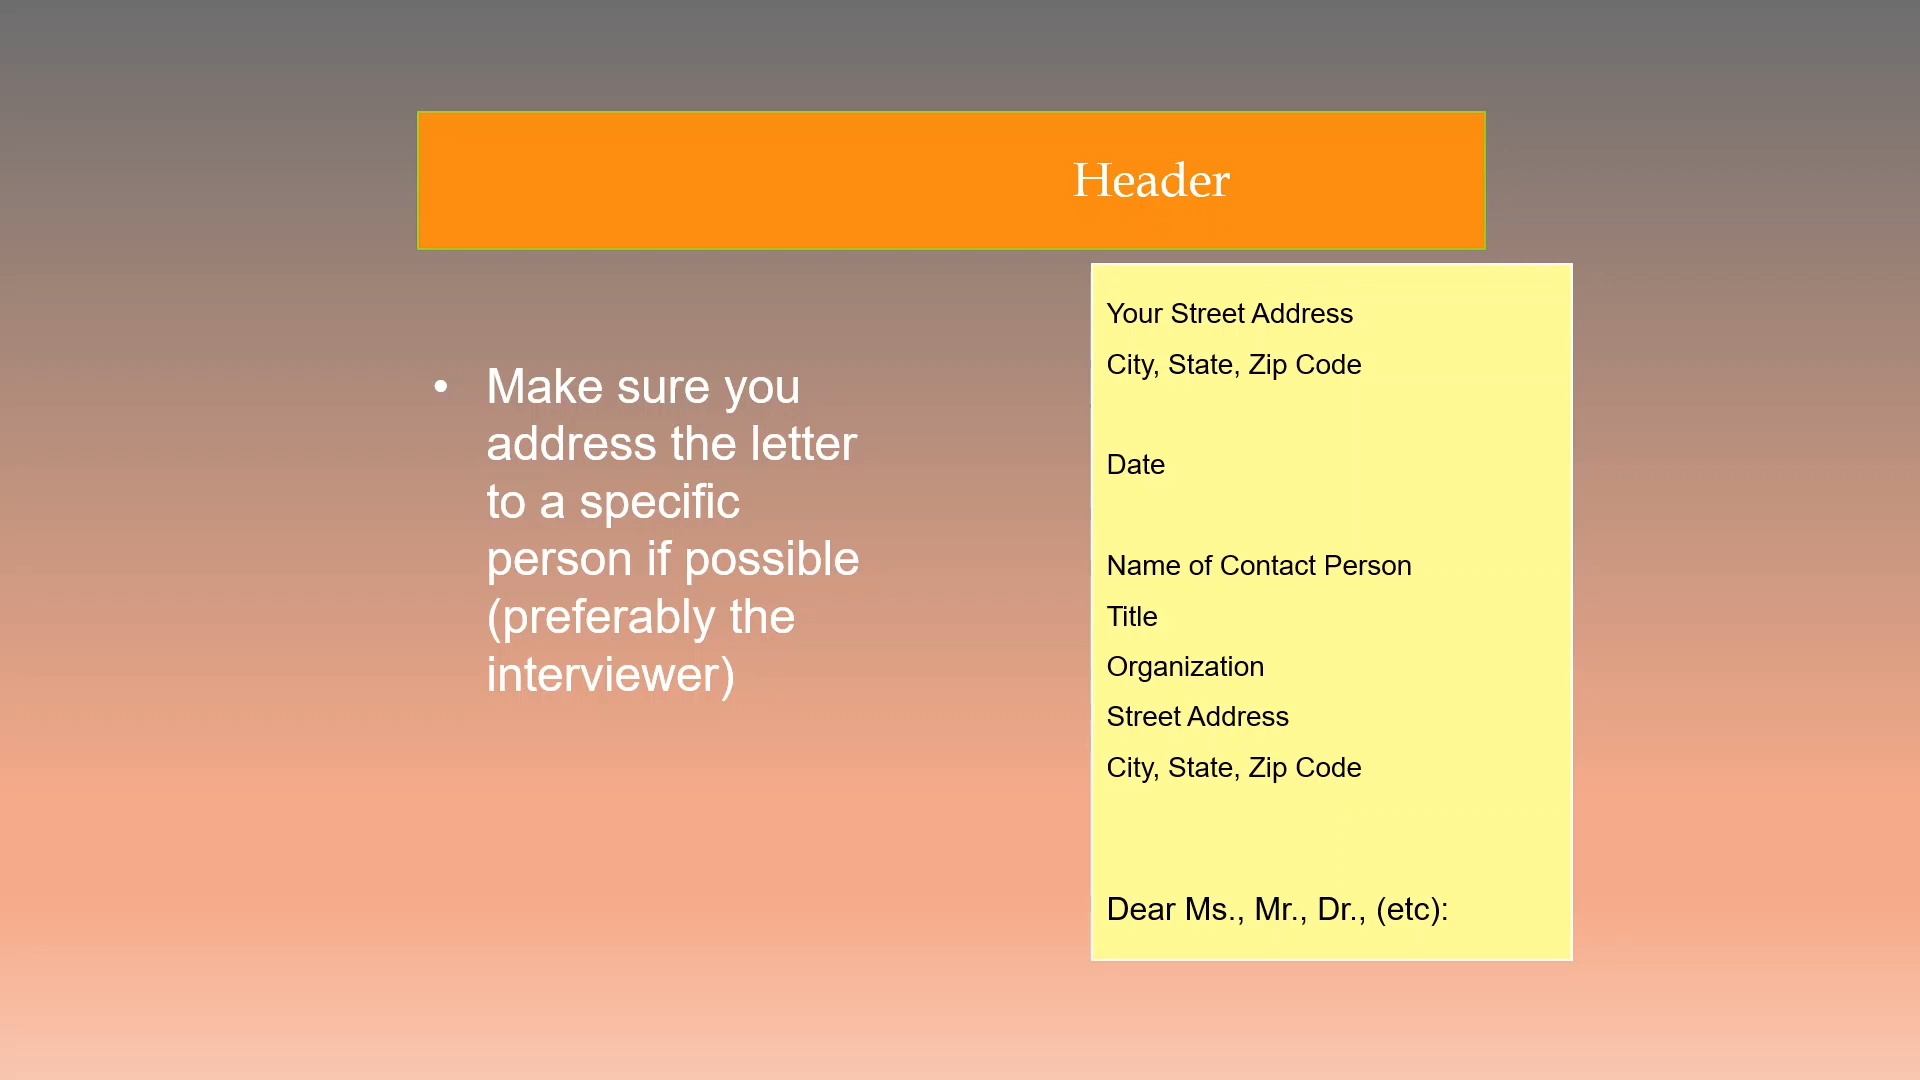 Header
• Make sure you
address the letter
to a specific
person if possible
(preferably the
interviewer)
Your Street Address
City, State, Zip Code
Date
Name of Contact Person
Title
Organization
Street Address
City, State, Zip Code
Dear Ms., Mr., Dr., (etc):